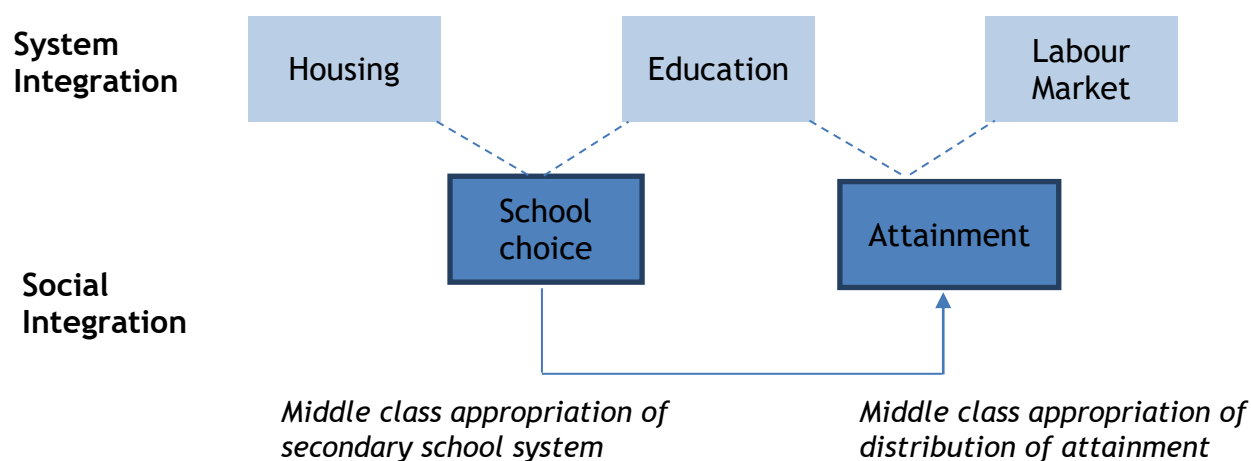 System
Integration
Housing
Education
Labour
Market
School
choice
Attainment
Social
Integration
Middle class appropriation of
secondary school system
Middle class appropriation of
distribution of attainment